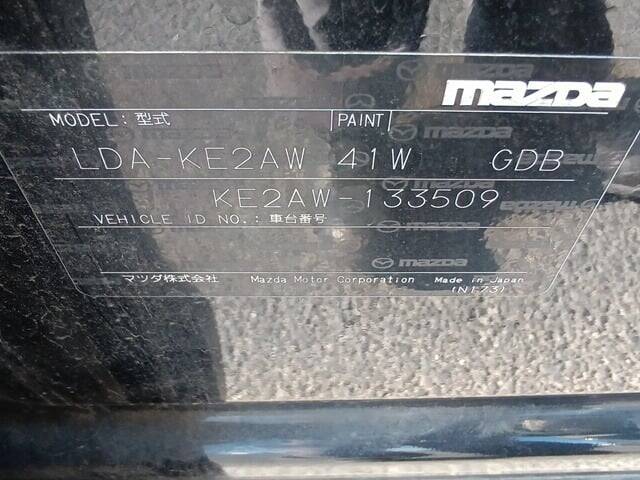 mazda
MODEL: 型式 PAINT
LDA-KE2AW 41W GDB
KE2AW-133509
VEHICLE ID NO.: 車台番号
mazda
マツダ株式会社 Mazda Motor Corporation Made in Japan
(N173)